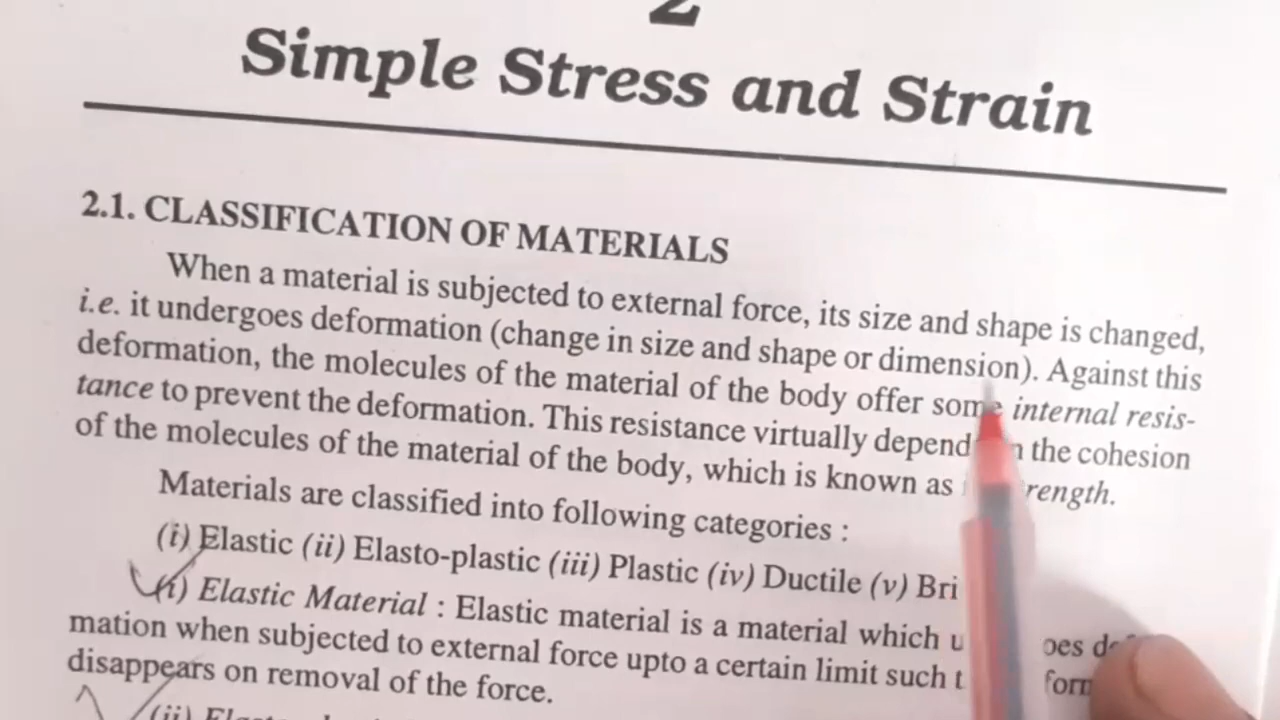 2
Simple Stress and Strain
2.1. CLASSIFICATION OF MATERIALS
When a material is subjected to external force, its size and shape is changed,
i.e. it undergoes deformation (change in size and shape or dimension). Against this
deformation, the molecules of the material of the body offer some internal resis-
tance to prevent the deformation. This resistance virtually depend the cohesion
of the molecules of the material of the body, which is known as rength.
Materials are classified into following categories :
(i) Elastic (ii) Elasto-plastic (iii) Plastic (iv) Ductile (v) Bri
(i) Elastic Material : Elastic material is a material which u oes de
mation when subjected to external force upto a certain limit such t form
disappears on removal of the force.
(ii)